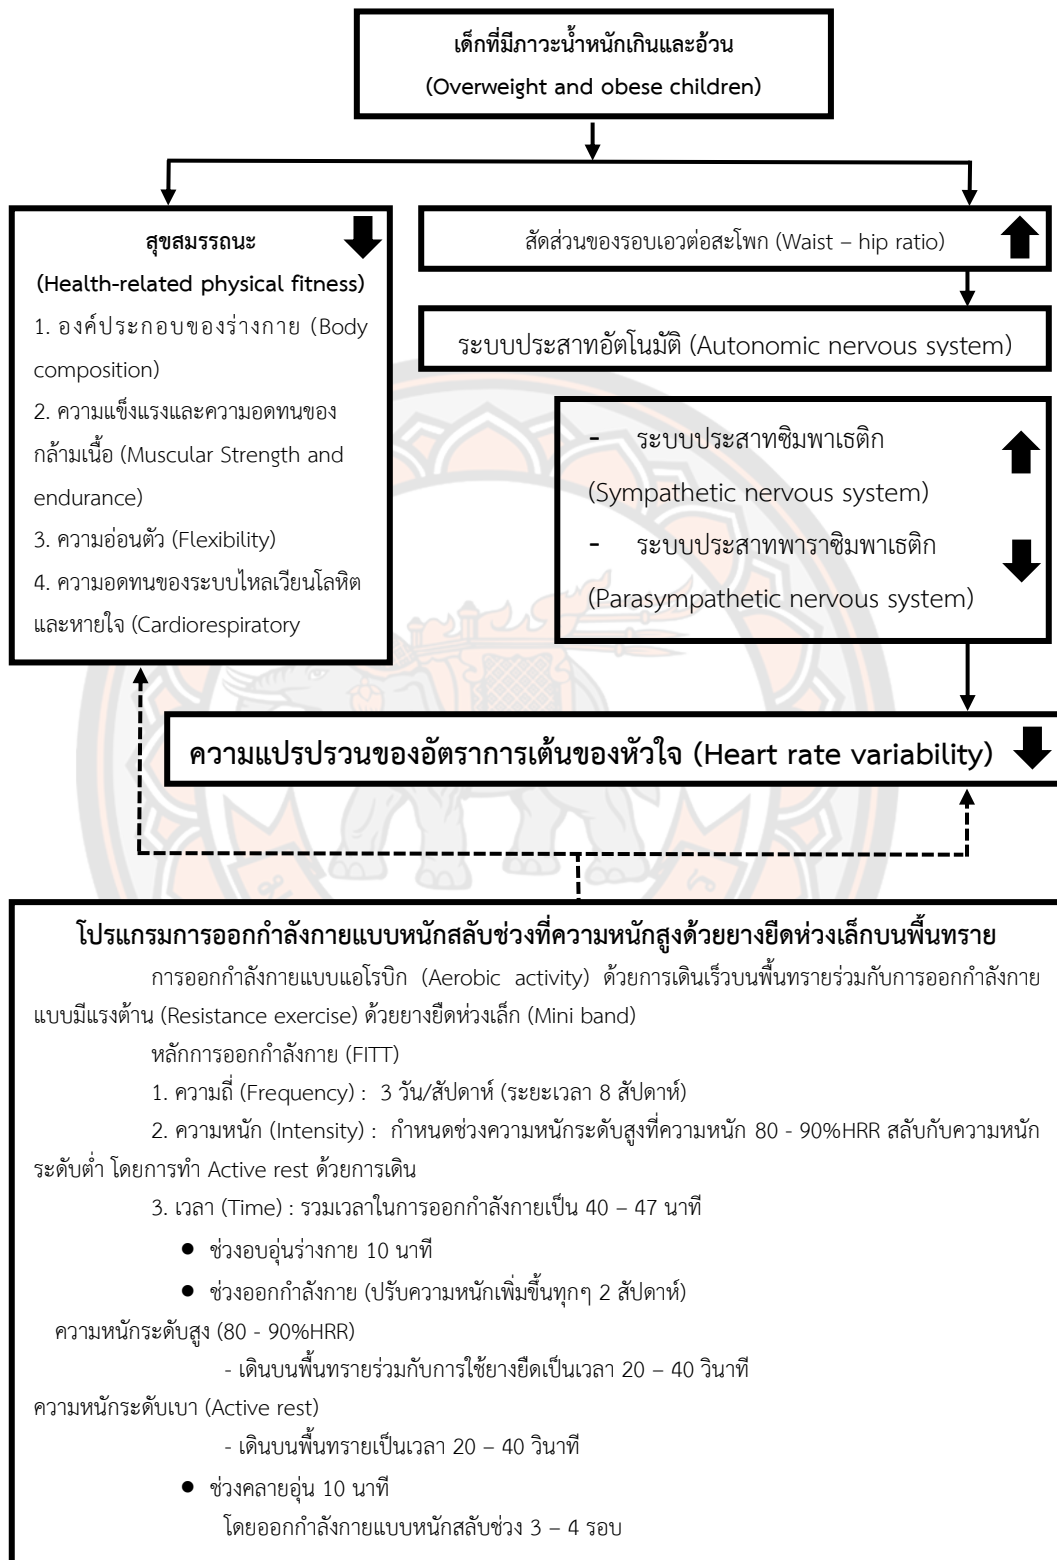 เด็กที่มีภาวะน้ำหนักเกินและอ้วน
(Overweight and obese children)
สุขสมรรถนะ
(Health-related physical fitness)
1. องค์ประกอบของร่างกาย (Body
composition)
2. ความแข็งแรงและความอดทนของ
กล้ามเนื้อ (Muscular Strength and
endurance)
3. ความอ่อนตัว (Flexibility)
4. ความอดทนของระบบไหลเวียนโลหิต
และหายใจ (Cardiorespiratory
สัดส่วนของรอบเอวต่อสะโพก (Waist – hip ratio)
ระบบประสาทอัตโนมัติ (Autonomic nervous system)
- ระบบประสาทซิมพาเธติก
(Sympathetic nervous system)
- ระบบประสาทพาราซิมพาเธติก
(Parasympathetic nervous system)
ความแปรปรวนของอัตราการเต้นของหัวใจ (Heart rate variability)
โปรแกรมการออกกำลังกายแบบหนักสลับช่วงที่ความหนักสูงด้วยยางยืดห่วงเล็กบนพื้นทราย
การออกกำลังกายแบบแอโรบิก (Aerobic activity) ด้วยการเดินเร็วบนพื้นทรายร่วมกับการออกกำลังกาย
แบบมีแรงต้าน (Resistance exercise) ด้วยยางยืดห่วงเล็ก (Mini band)
หลักการออกกำลังกาย (FITT)
1. ความถี่ (Frequency) : 3 วัน/สัปดาห์ (ระยะเวลา 8 สัปดาห์)
2. ความหนัก (Intensity) : กำหนดช่วงความหนักระดับสูงที่ความหนัก 80 - 90%HRR สลับกับความหนัก
ระดับต่ำ โดยการทำ Active rest ด้วยการเดิน
3. เวลา (Time) : รวมเวลาในการออกกำลังกายเป็น 40 – 47 นาที
● ช่วงอบอุ่นร่างกาย 10 นาที
● ช่วงออกกำลังกาย (ปรับความหนักเพิ่มขึ้นทุกๆ 2 สัปดาห์)
ความหนักระดับสูง (80 - 90%HRR)
- เดินบนพื้นทรายร่วมกับการใช้ยางยืดเป็นเวลา 20 – 40 วินาที
ความหนักระดับเบา (Active rest)
- เดินบนพื้นทรายเป็นเวลา 20 – 40 วินาที
● ช่วงคลายอุ่น 10 นาที
โดยออกกำลังกายแบบหนักสลับช่วง 3 – 4 รอบ